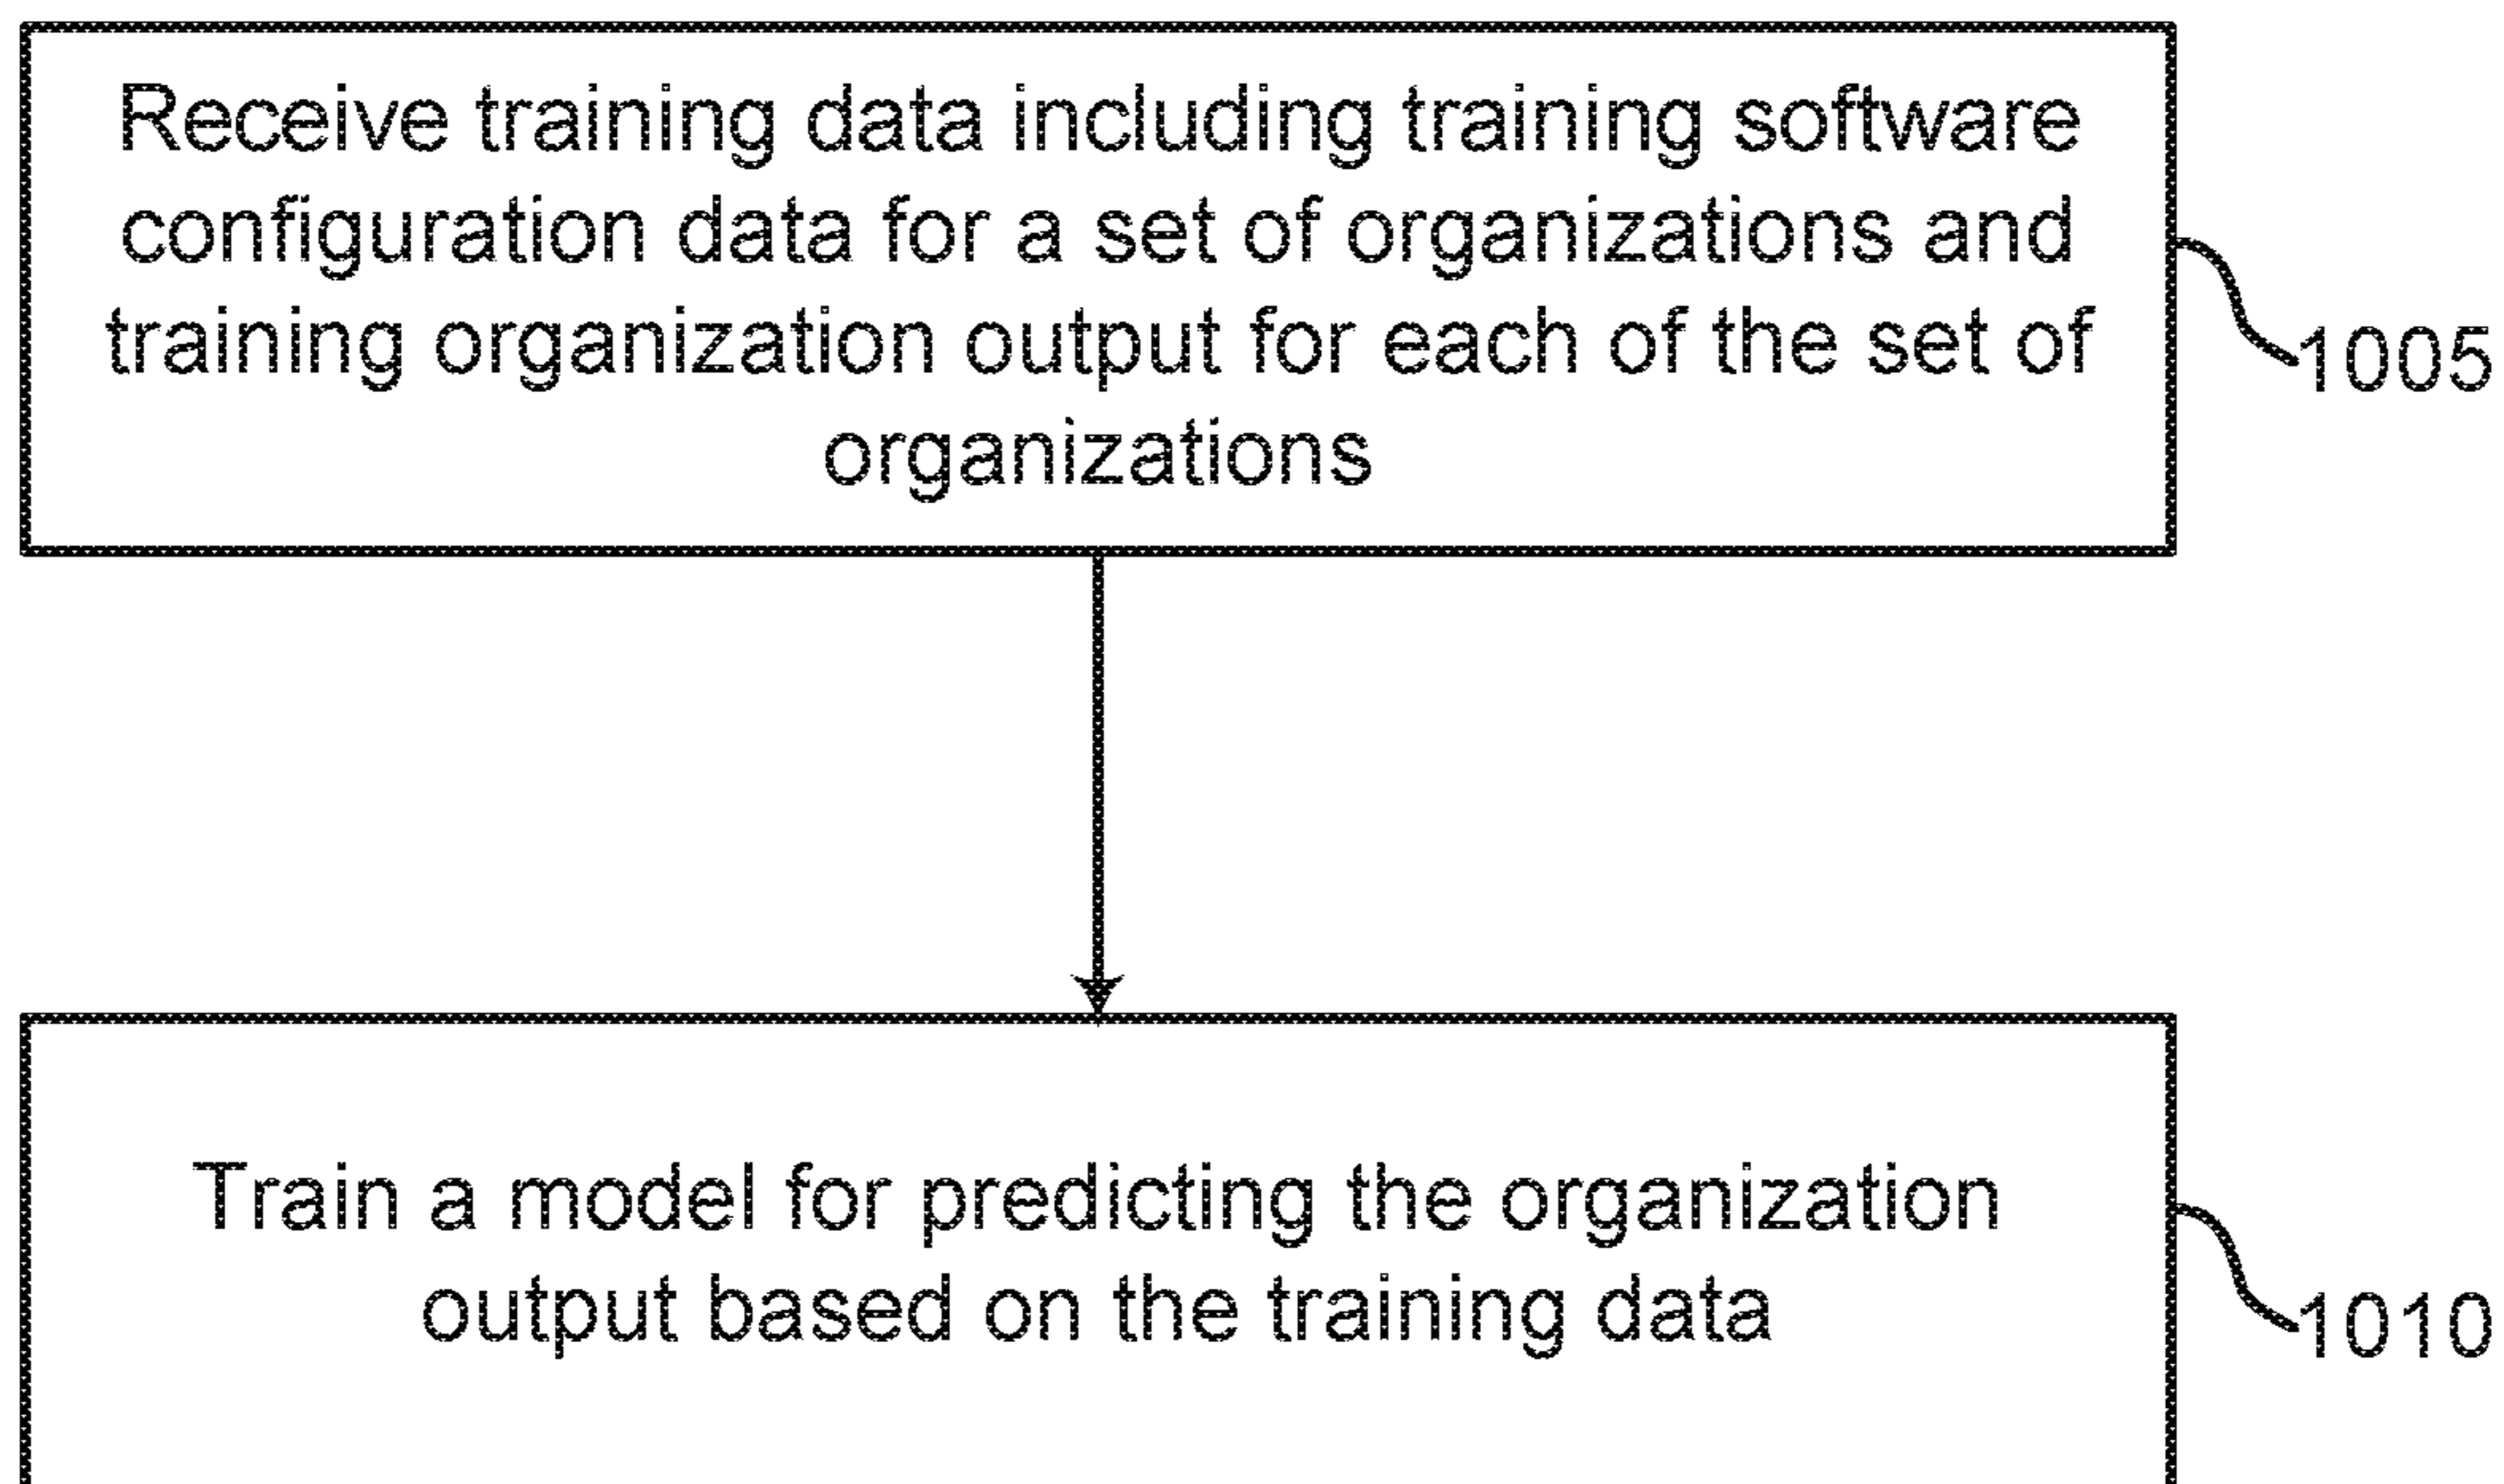 Receive training data including training software
configuration data for a set of organizations and
training organization output for each of the set of
organizations
1005
Train a model for predicting the organization
output based on the training data
1010